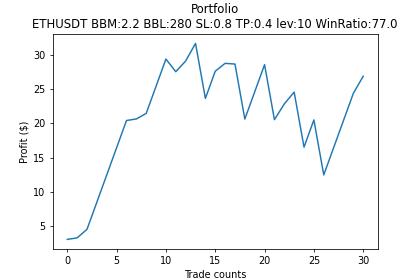 Portfolio
ETHUSDT BBM:2.2 BBL:280 SL:0.8 TP:0.4 lev:10 WinRatio:77.0
Profit ($)
30
25
20
15
10
5
0 5 10 15 20 25 30
Trade counts